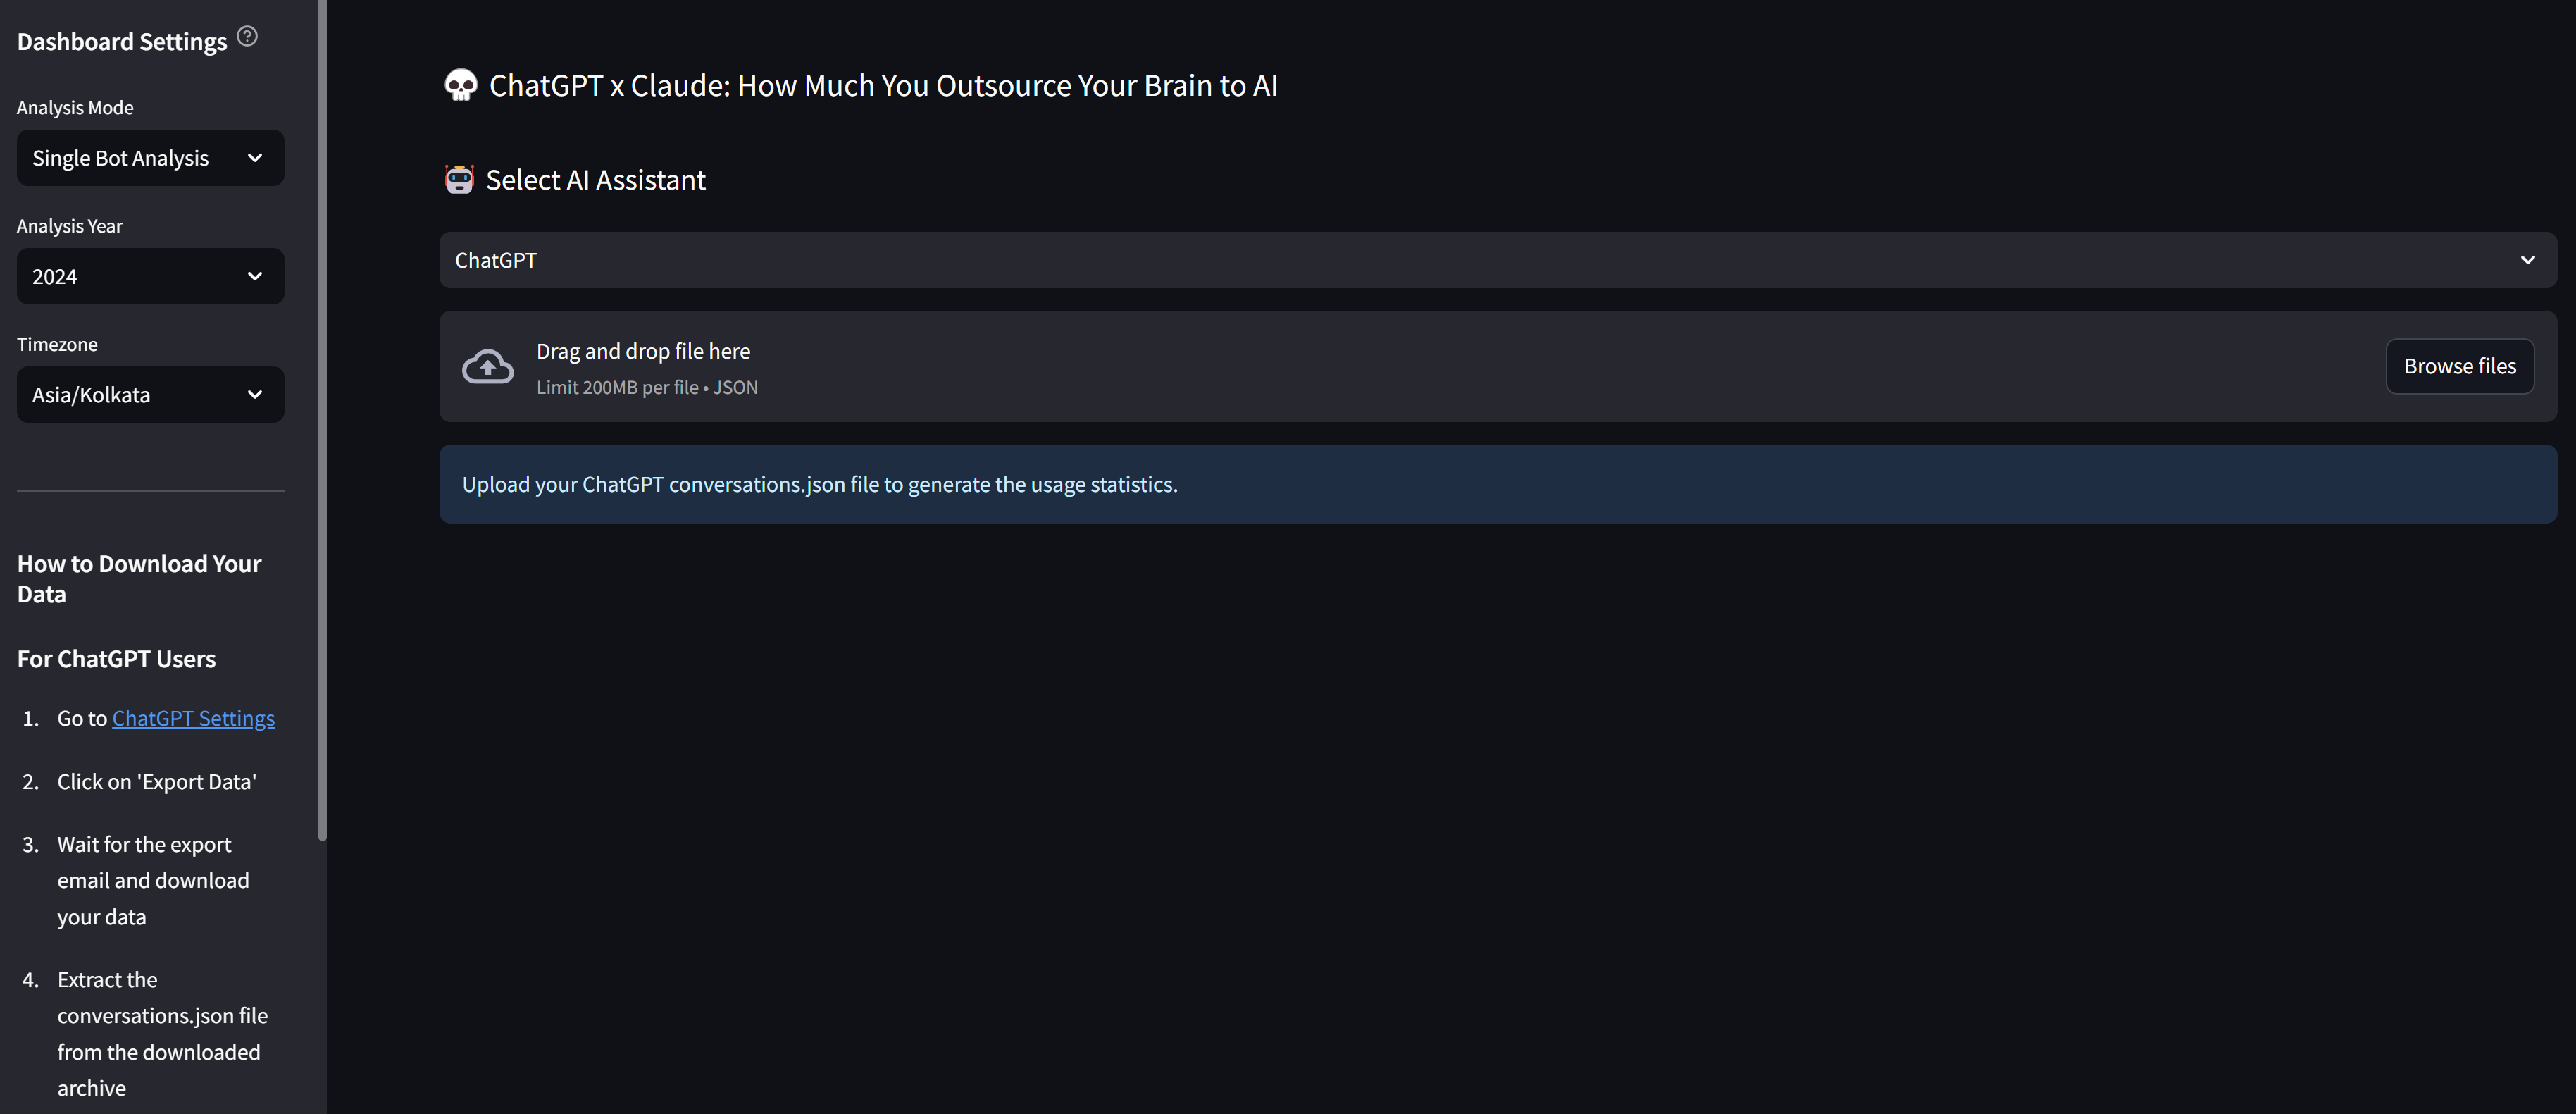 Dashboard Settings
Analysis Mode
Single Bot Analysis
Analysis Year
2024
Timezone
Asia/Kolkata
How to Download Your
Data
For ChatGPT Users
1. Go to ChatGPT Settings
2. Click on 'Export Data'
3. Wait for the export
email and download
your data
4. Extract the
conversations.json file
from the downloaded
archive
ChatGPT x Claude: How Much You Outsource Your Brain to AI
Select AI Assistant
ChatGPT
Drag and drop file here
Limit 200MB per file • JSON
Browse files
Upload your ChatGPT conversations.json file to generate the usage statistics.